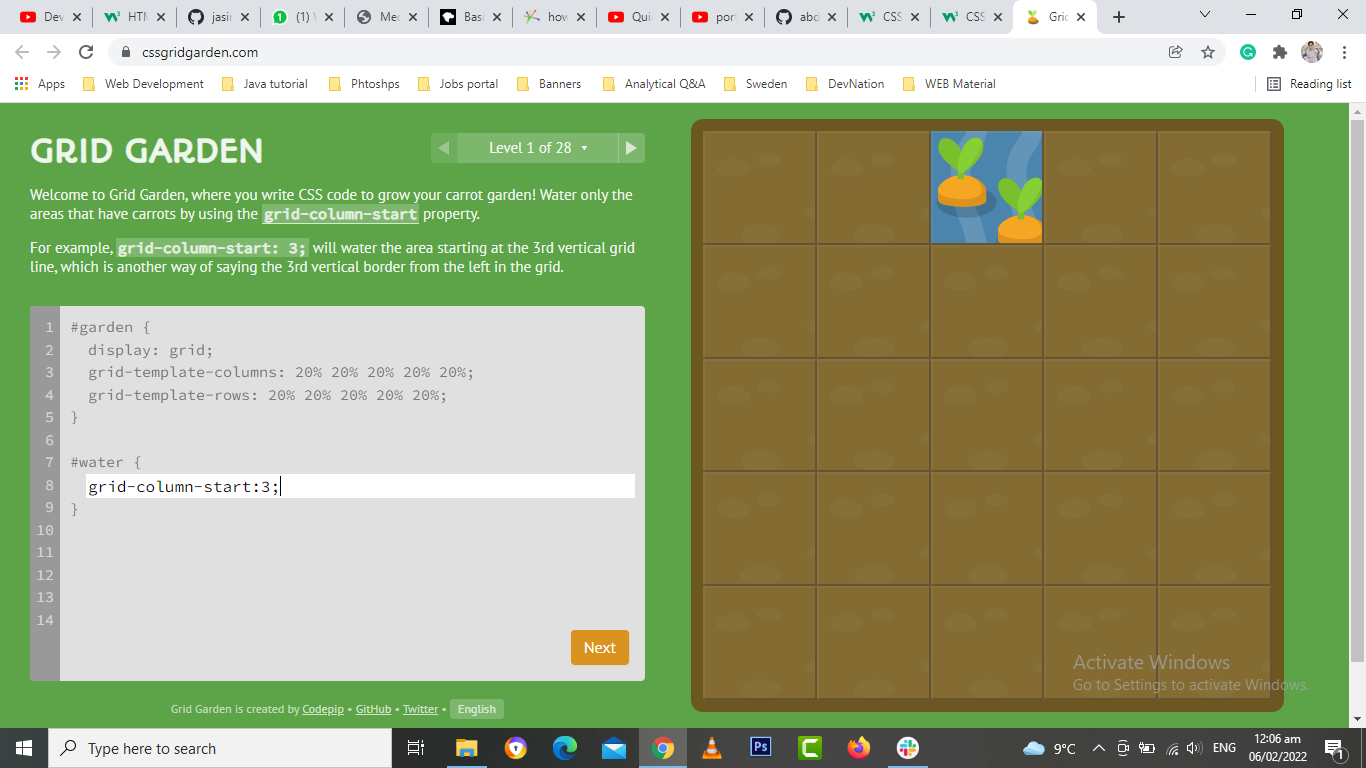 Dev
HTM
jasir
(1)
Mec
Basi
how
Quic
port
abd
CSS
CSS
Gric
cssgridgarden.com
Apps
Web Development
Java tutorial
Phtoshps
Jobs portal
Banners
Analytical Q&A
Sweden
DevNation
WEB Material
Reading list
GRID GARDEN
Level 1 of 28
Welcome to Grid Garden, where you write CSS code to grow your carrot garden! Water only the
areas that have carrots by using the grid-column-start property.
For example, grid-column-start: 3; will water the area starting at the 3rd vertical grid
line, which is another way of saying the 3rd vertical border from the left in the grid.
1 #garden {
2 display: grid;
3 grid-template-columns: 20% 20% 20% 20% 20%;
4 grid-template-rows: 20% 20% 20% 20% 20%;
5 }
6
7 #water {
8 grid-column-start:3;
9 }
10
11
12
13
14
Next
Grid Garden is created by Codepip • GitHub • Twitter • English
Activate Windows
Go to Settings to activate Windows.
Type here to search
Ps
9°C
ENG
12:06 am
06/02/2022
1